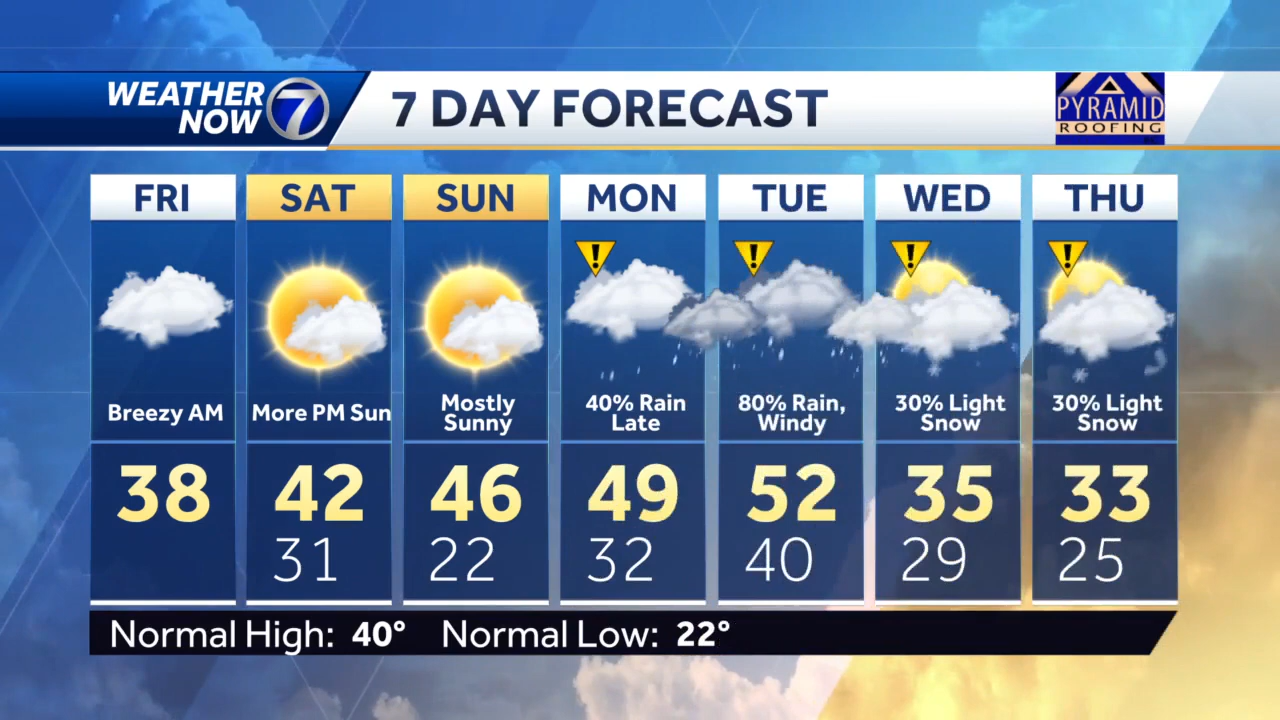 WEATHER
NOW 7
7 DAY FORECAST
PYRAMID
ROOFING
FRI
SAT
SUN
MON
TUE
WED
THU
!
!
!
!
Breezy AM
More PM Sun
Mostly
Sunny
40% Rain
Late
80% Rain,
Windy
30% Light
Snow
30% Light
Snow
38
42
46
49
52
35
33
31
22
32
40
29
25
Normal High: 40° Normal Low: 22°